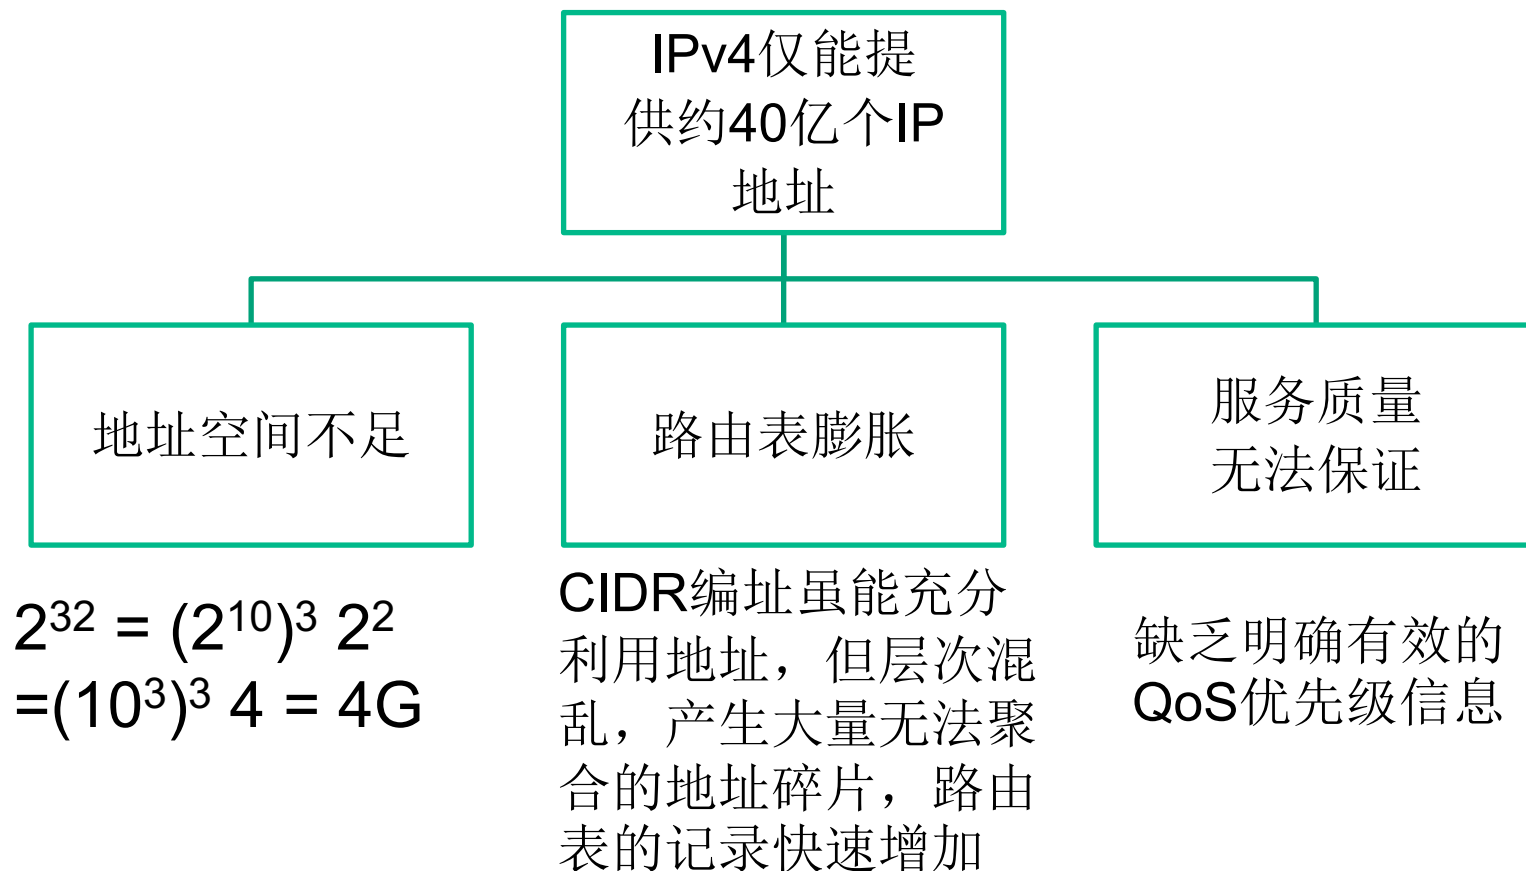 IPv4仅能提
供约40亿个IP
地址
地址空间不足
路由表膨胀
服务质量
无法保证
2³² = (2¹⁰)³ 2²
=(10³)³ 4 = 4G
CIDR编址虽能充分
利用地址，但层次混
乱，产生大量无法聚
合的地址碎片，路由
表的记录快速增加
缺乏明确有效的
QoS优先级信息